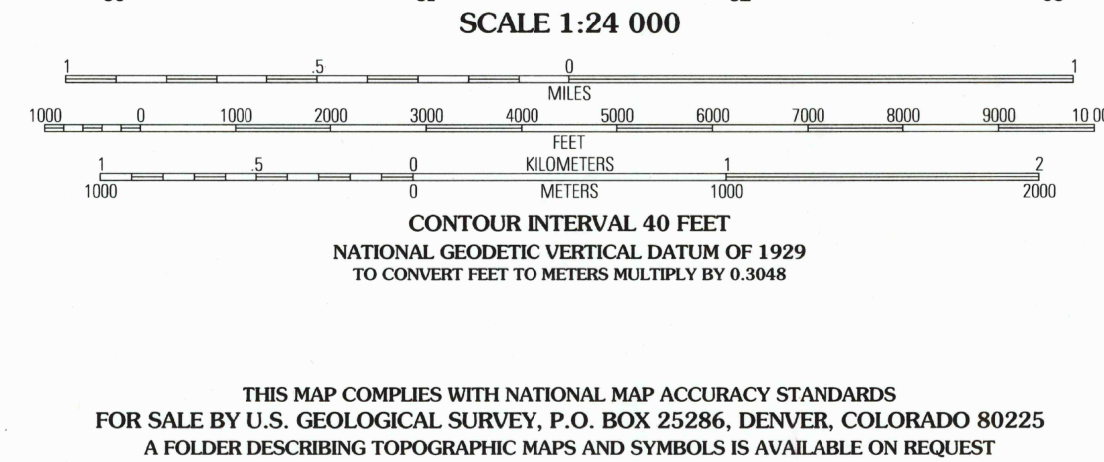 SCALE 1:24 000
1 .5 0 1
MILES
1000 0 1000 2000 3000 4000 5000 6000 7000 8000 9000 10 00
FEET
1 .5 0 KILOMETERS 1 2
1000 0 METERS 1000 2000
CONTOUR INTERVAL 40 FEET
NATIONAL GEODETIC VERTICAL DATUM OF 1929
TO CONVERT FEET TO METERS MULTIPLY BY 0.3048
THIS MAP COMPLIES WITH NATIONAL MAP ACCURACY STANDARDS
FOR SALE BY U.S. GEOLOGICAL SURVEY, P.O. BOX 25286, DENVER, COLORADO 80225
A FOLDER DESCRIBING TOPOGRAPHIC MAPS AND SYMBOLS IS AVAILABLE ON REQUEST